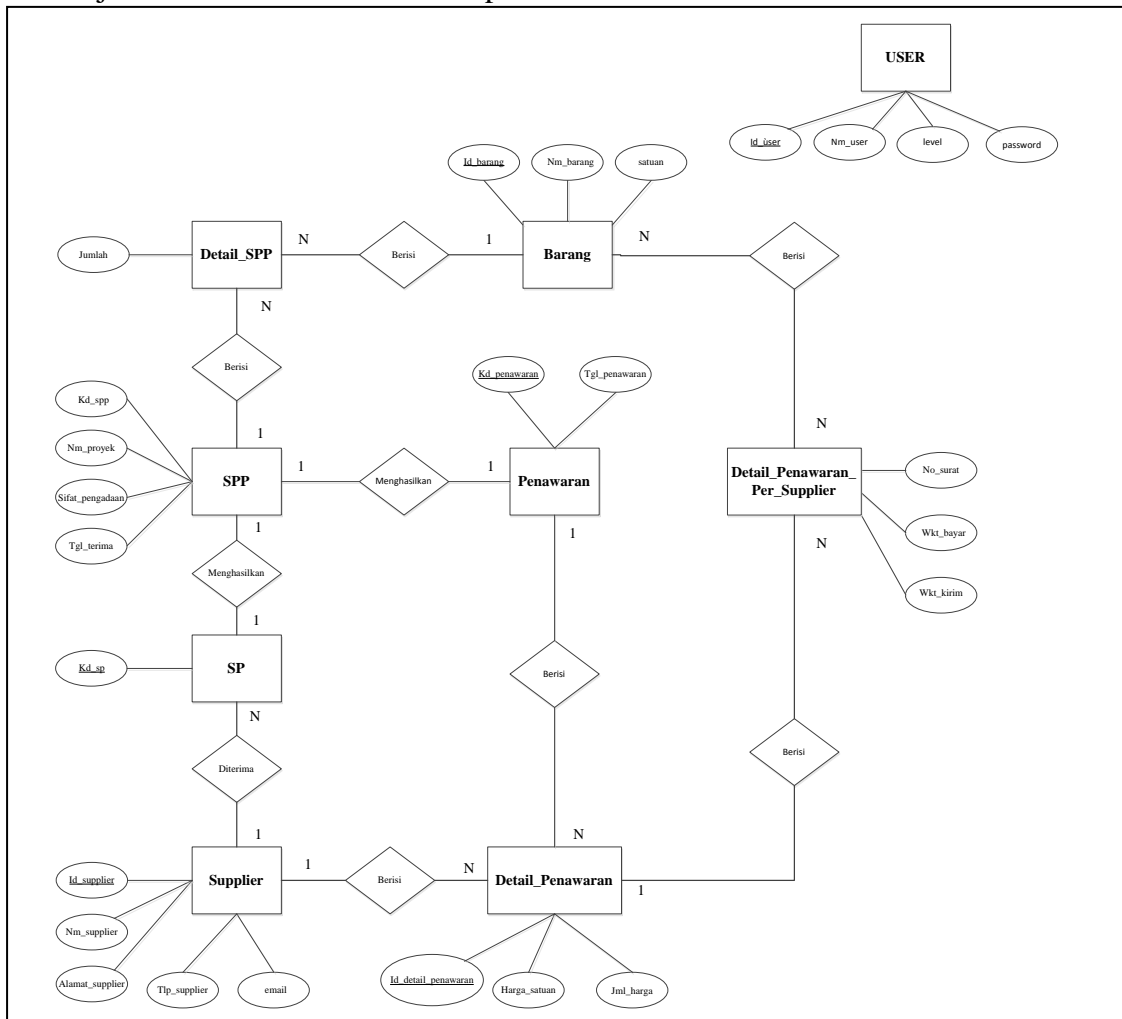 USER
Id_user
Nm_user
level
password
Id_barang
Nm_barang
satuan
Jumlah
Detail_SPP
N
Berisi
1
Barang
N
Berisi
N
Berisi
Kd_penawaran
Tgl_penawaran
Kd_spp
Nm_proyek
Sifat_pengadaan
Tgl_terima
1
SPP
1
Menghasilkan
1
Penawaran
N
Detail_Penawaran_
Per_Supplier
No_surat
Wkt_bayar
Wkt_kirim
1
1
N
Menghasilkan
1
Kd_sp
SP
Berisi
N
Diterima
Berisi
1
N
Id_supplier
Supplier
1
Berisi
N
Detail_Penawaran
1
Nm_supplier
Alamat_supplier
Tlp_supplier
email
Id_detail_penawaran
Harga_satuan
Jml_harga